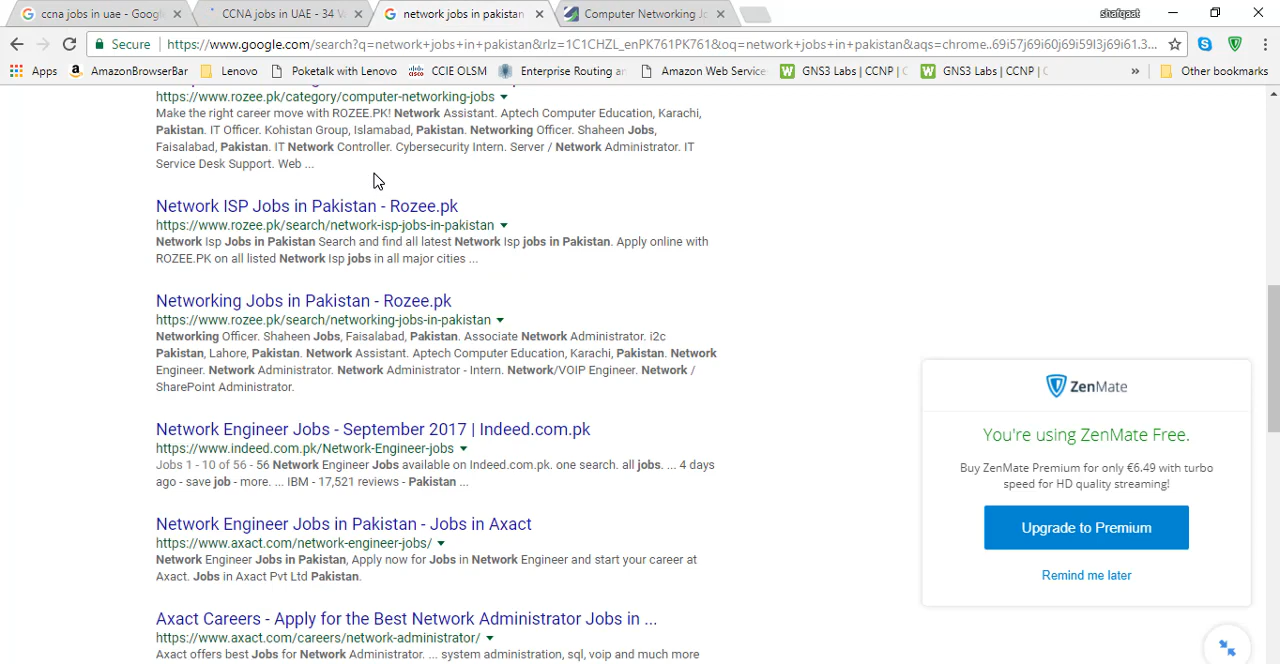 ccna jobs in uae - Goog
CCNA jobs in UAE - 34 V
network jobs in pakistan
Computer Networking Jo
shafqaat
Secure
https://www.google.com/search?q=network+jobs+in+pakistan&rlz=1C1CHZL_enPK761PK761&oq=network+jobs+in+pakistan&aqs=chrome..69i57j69i60j69i59l3j69i61.3...
Apps
AmazonBrowserBar
Lenovo
Poketalk with Lenovo
CCIE OLSM
Enterprise Routing an
Amazon Web Service
GNS3 Labs | CCNP | C
GNS3 Labs | CCNP | C
»
Other bookmarks
https://www.rozee.pk/category/computer-networking-jobs
Make the right career move with ROZEE.PK! Network Assistant. Aptech Computer Education, Karachi,
Pakistan. IT Officer. Kohistan Group, Islamabad, Pakistan. Networking Officer. Shaheen Jobs,
Faisalabad, Pakistan. IT Network Controller. Cybersecurity Intern. Server / Network Administrator. IT
Service Desk Support. Web ...
Network ISP Jobs in Pakistan - Rozee.pk
https://www.rozee.pk/search/network-isp-jobs-in-pakistan
Network Isp Jobs in Pakistan Search and find all latest Network Isp jobs in Pakistan. Apply online with
ROZEE.PK on all listed Network Isp jobs in all major cities ...
Networking Jobs in Pakistan - Rozee.pk
https://www.rozee.pk/search/networking-jobs-in-pakistan
Networking Officer. Shaheen Jobs, Faisalabad, Pakistan. Associate Network Administrator. i2c
Pakistan, Lahore, Pakistan. Network Assistant. Aptech Computer Education, Karachi, Pakistan. Network
Engineer. Network Administrator. Network Administrator - Intern. Network/VOIP Engineer. Network /
SharePoint Administrator.
Network Engineer Jobs - September 2017 | Indeed.com.pk
https://www.indeed.com.pk/Network-Engineer-jobs
Jobs 1 - 10 of 56 - 56 Network Engineer Jobs available on Indeed.com.pk. one search. all jobs. ... 4 days
ago - save job - more. ... IBM - 17,521 reviews - Pakistan ...
Network Engineer Jobs in Pakistan - Jobs in Axact
https://www.axact.com/network-engineer-jobs/
Network Engineer Jobs in Pakistan, Apply now for Jobs in Network Engineer and start your career at
Axact. Jobs in Axact Pvt Ltd Pakistan.
Axact Careers - Apply for the Best Network Administrator Jobs in ...
https://www.axact.com/careers/network-administrator/
Axact offers best Jobs for Network Administrator. ... system administration, sql, voip and much more
ZenMate
You're using ZenMate Free.
Buy ZenMate Premium for only €6.49 with turbo
speed for HD quality streaming!
Upgrade to Premium
Remind me later